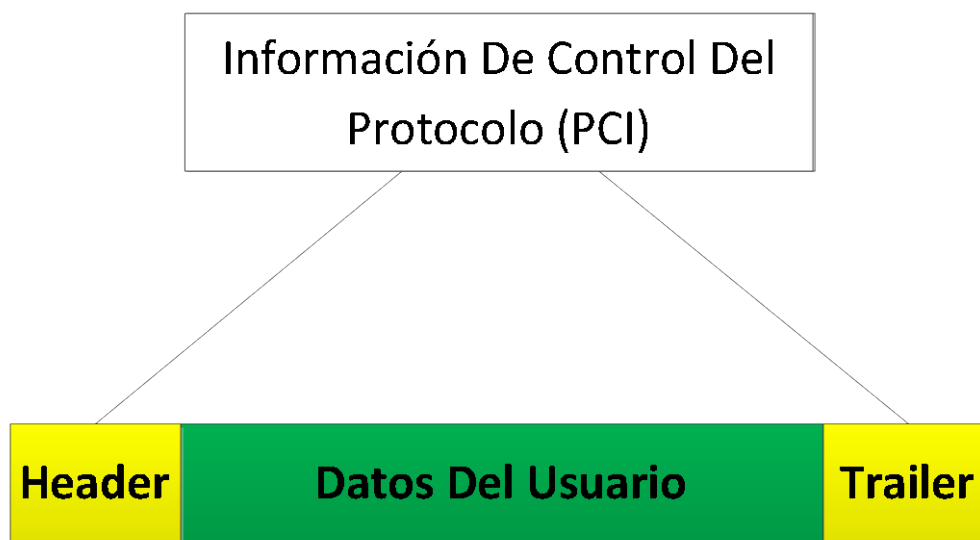 Información De Control Del
Protocolo (PCI)
Header Datos Del Usuario Trailer